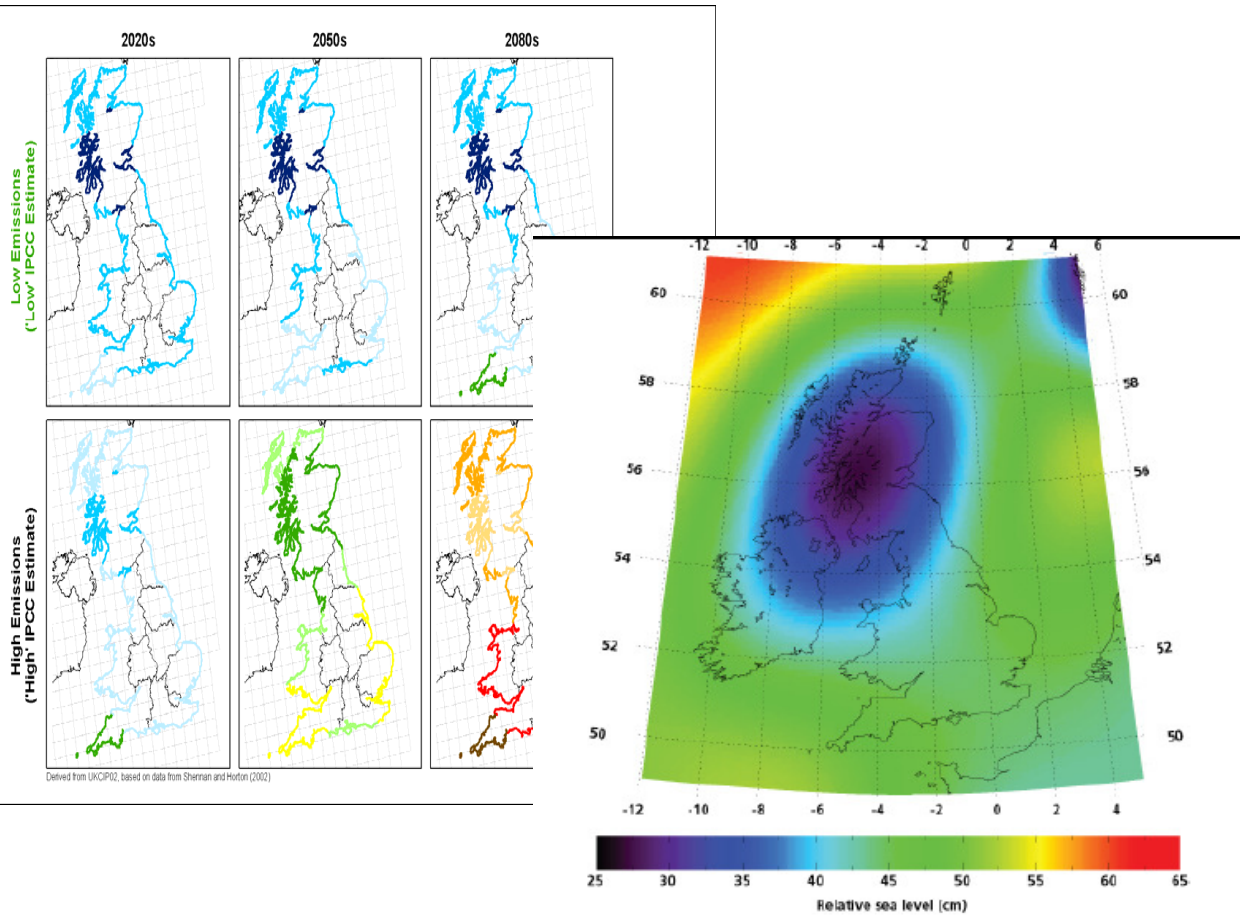 2020s 2050s 2080s
Low Emissions
('Low' IPCC Estimate)
High Emissions
('High' IPCC Estimate)
Derived from UKCIP02, based on data from Shennan and Horton (2002)
-12 -10 -8 -6 -4 -2 0 2 4 6
60 60
58 58
56 56
54 54
52 52
50 50
-12 -10 -8 -6 -4 -2 0 2 4
25 30 35 40 45 50 55 60 65
Relative sea level (cm)